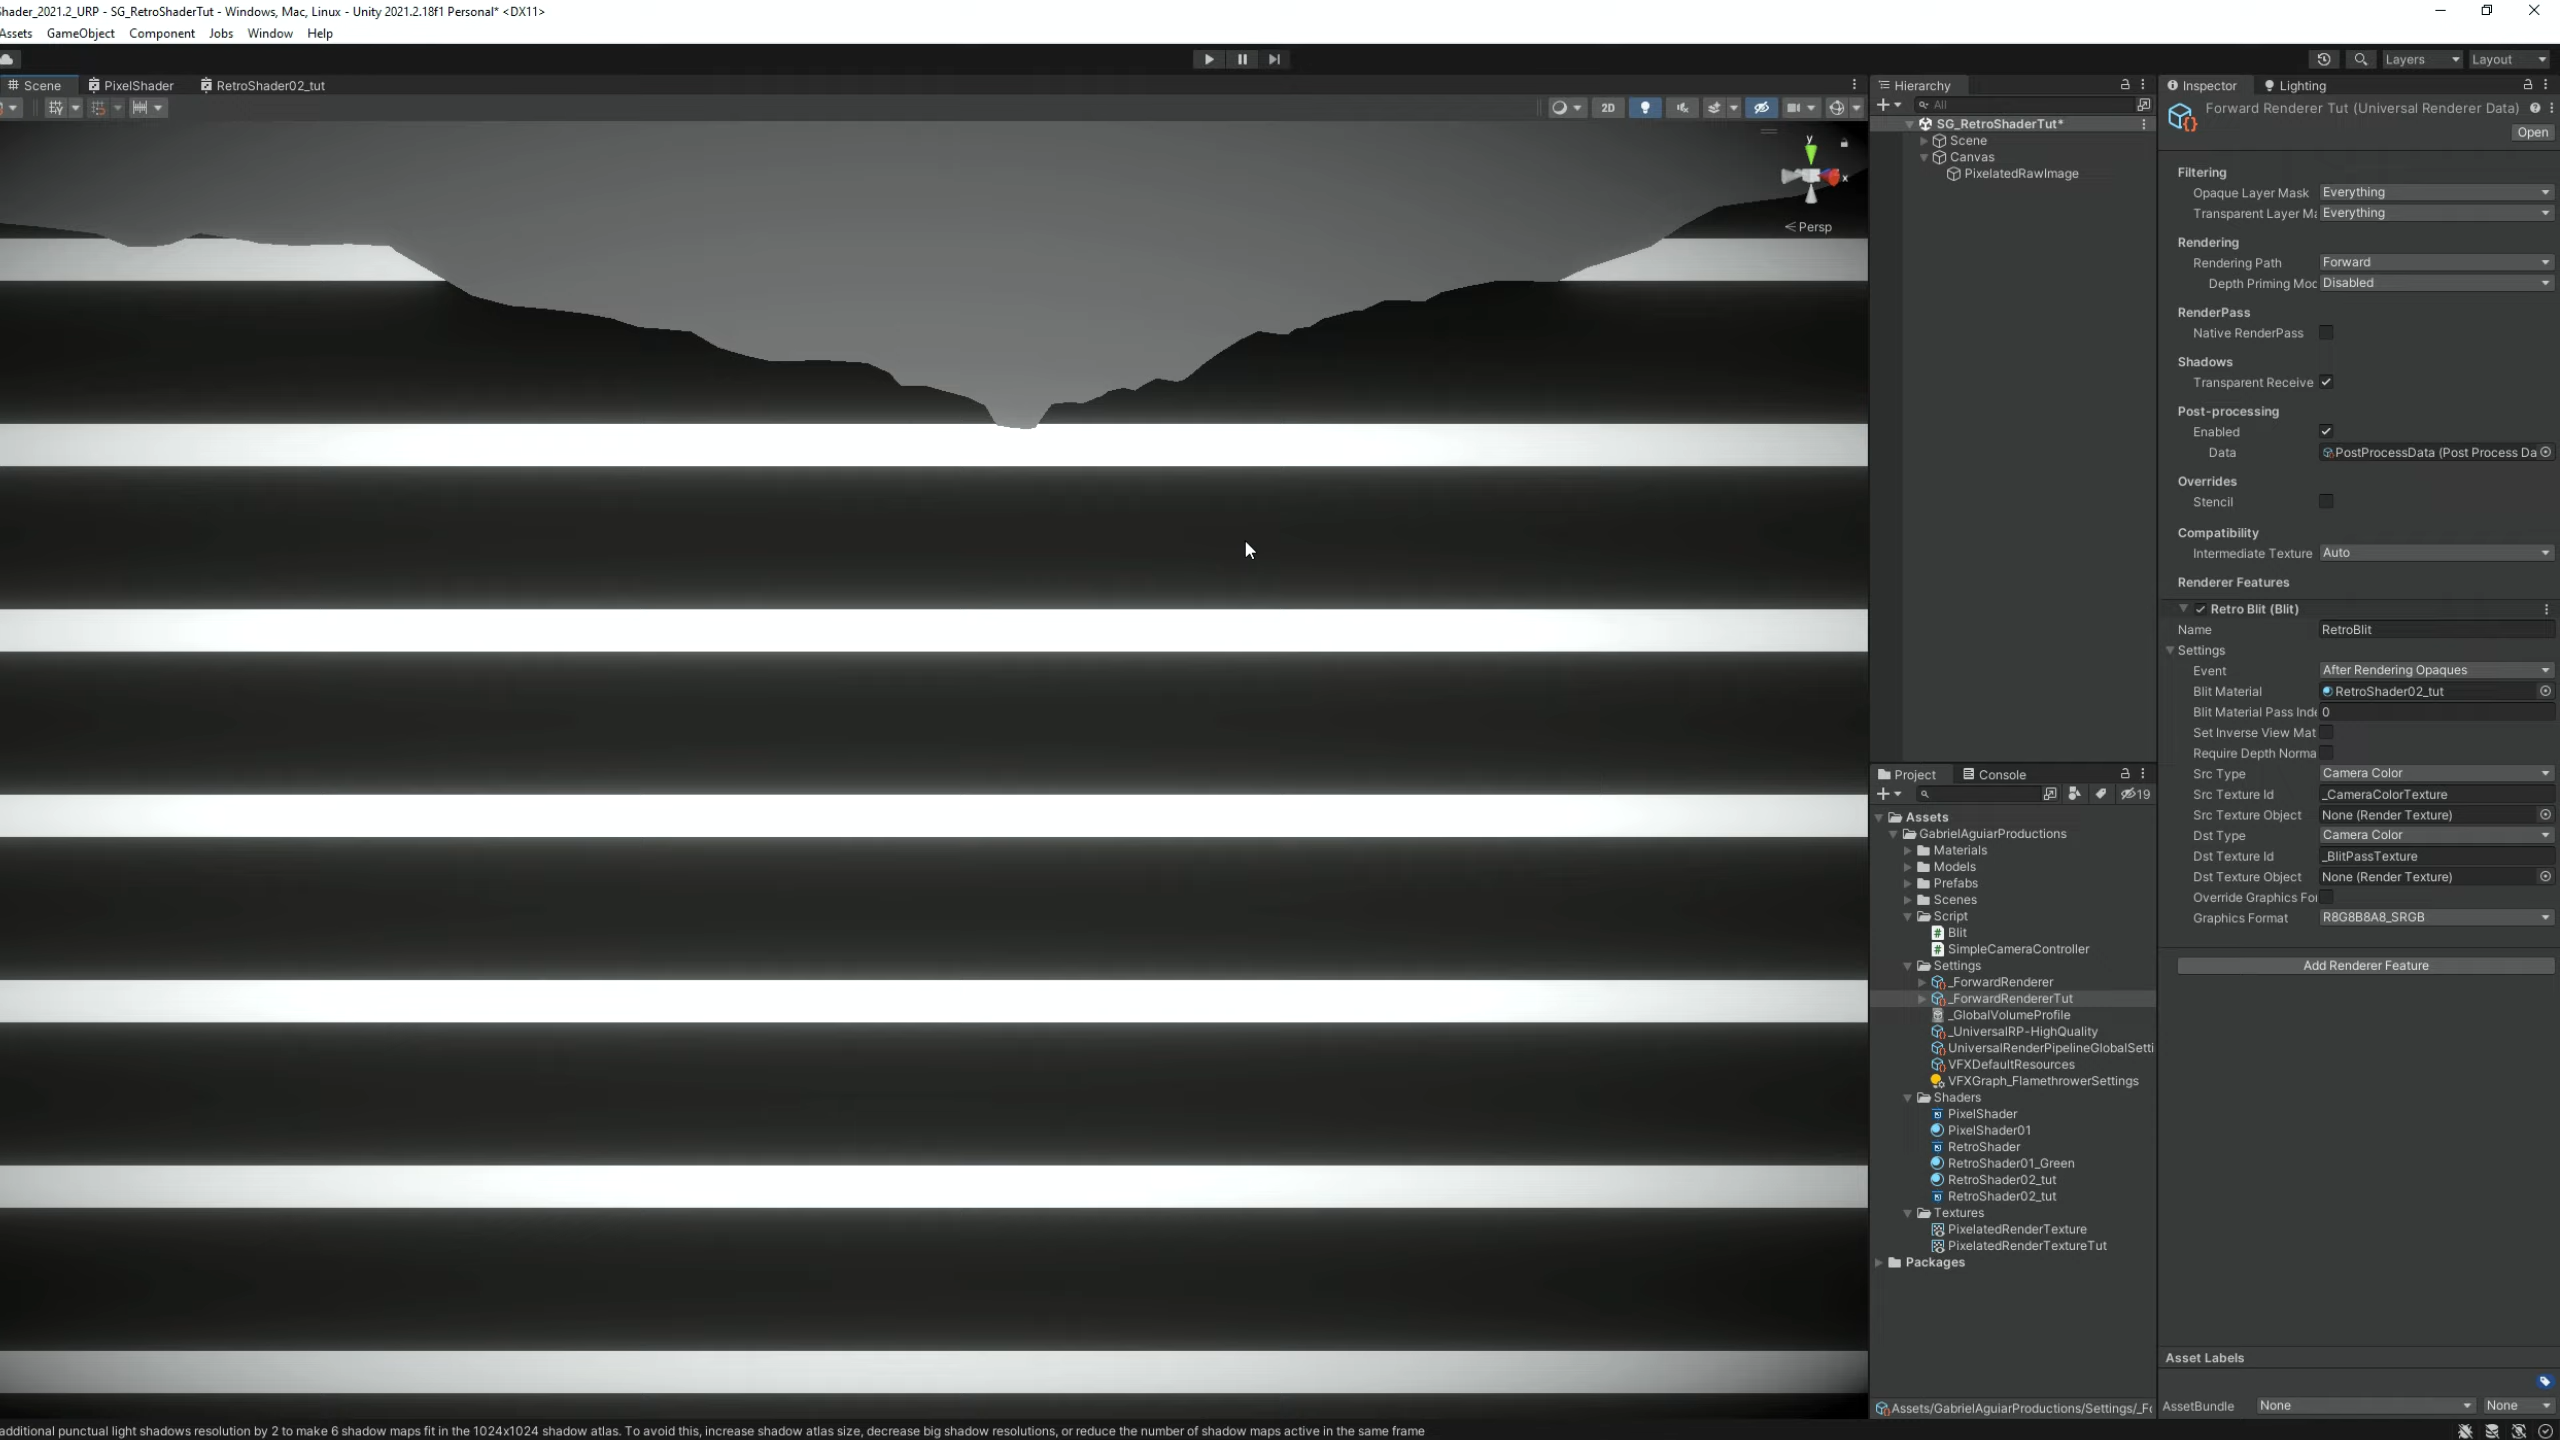 Shader_2021.2_URP - SG_RetroShaderTut - Windows, Mac, Linux - Unity 2021.2.18f1 Personal* <DX11>
Assets GameObject Component Jobs Window Help
Layers Layout
Scene PixelShader RetroShader02_tut
2D
y
x
Persp
Hierarchy
All
SG_RetroShaderTut*
Scene
Canvas
PixelatedRawImage
Project Console
19
Assets
GabrielAguiarProductions
Materials
Models
Prefabs
Scenes
Script
Blit
SimpleCameraController
Settings
_ForwardRenderer
_ForwardRendererTut
_GlobalVolumeProfile
_UniversalRP-HighQuality
UniversalRenderPipelineGlobalSetti
VFXDefaultResources
VFXGraph_FlamethrowerSettings
Shaders
PixelShader
PixelShader01
RetroShader
RetroShader01_Green
RetroShader02_tut
RetroShader02_tut
Textures
PixelatedRenderTexture
PixelatedRenderTextureTut
Packages
Assets/GabrielAguiarProductions/Settings/_Fc
Inspector Lighting
Forward Renderer Tut (Universal Renderer Data)
Open
Filtering
Opaque Layer Mask Everything
Transparent Layer Ma Everything
Rendering
Rendering Path Forward
Depth Priming Moc Disabled
RenderPass
Native RenderPass
Shadows
Transparent Receive
Post-processing
Enabled
Data PostProcessData (Post Process Da
Overrides
Stencil
Compatibility
Intermediate Texture Auto
Renderer Features
Retro Blit (Blit)
Name RetroBlit
Settings
Event After Rendering Opaques
Blit Material RetroShader02_tut
Blit Material Pass Inde 0
Set Inverse View Mat
Require Depth Norma
Src Type Camera Color
Src Texture Id _CameraColorTexture
Src Texture Object None (Render Texture)
Dst Type Camera Color
Dst Texture Id _BlitPassTexture
Dst Texture Object None (Render Texture)
Override Graphics For
Graphics Format R8G8B8A8_SRGB
Add Renderer Feature
Asset Labels
AssetBundle None None
additional punctual light shadows resolution by 2 to make 6 shadow maps fit in the 1024x1024 shadow atlas. To avoid this, increase shadow atlas size, decrease big shadow resolutions, or reduce the number of shadow maps active in the same frame